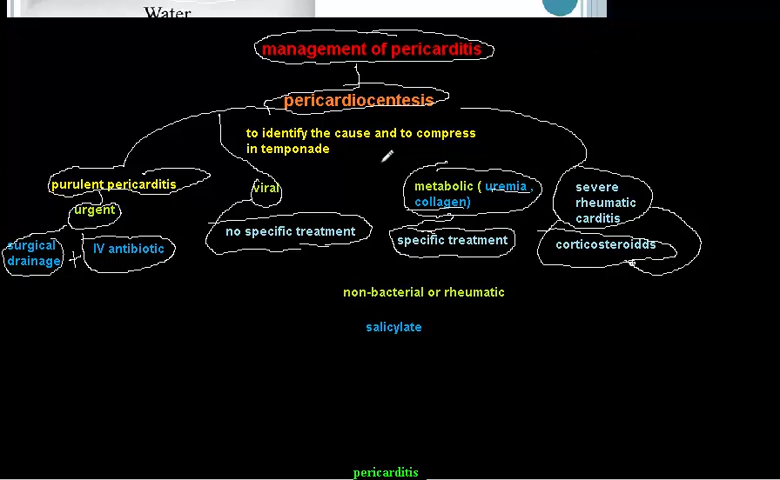 Water
management of pericarditis
pericardiocentesis
to identify the cause and to compress
in temponade
purulent pericarditis
urgent
surgical
drainage
+
IV antibiotic
viral
no specific treatment
metabolic ( uremia ,
collagen)
specific treatment
severe
rheumatic
carditis
corticosteroidds
non-bacterial or rheumatic
salicylate
pericarditis